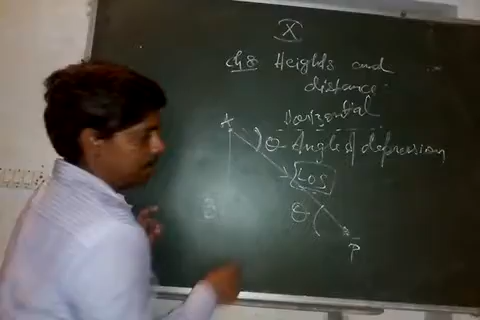 X
Ch 8 Heights and
distance:
Horizontal
A
θ Angle of depression
LOS
B
θ
P